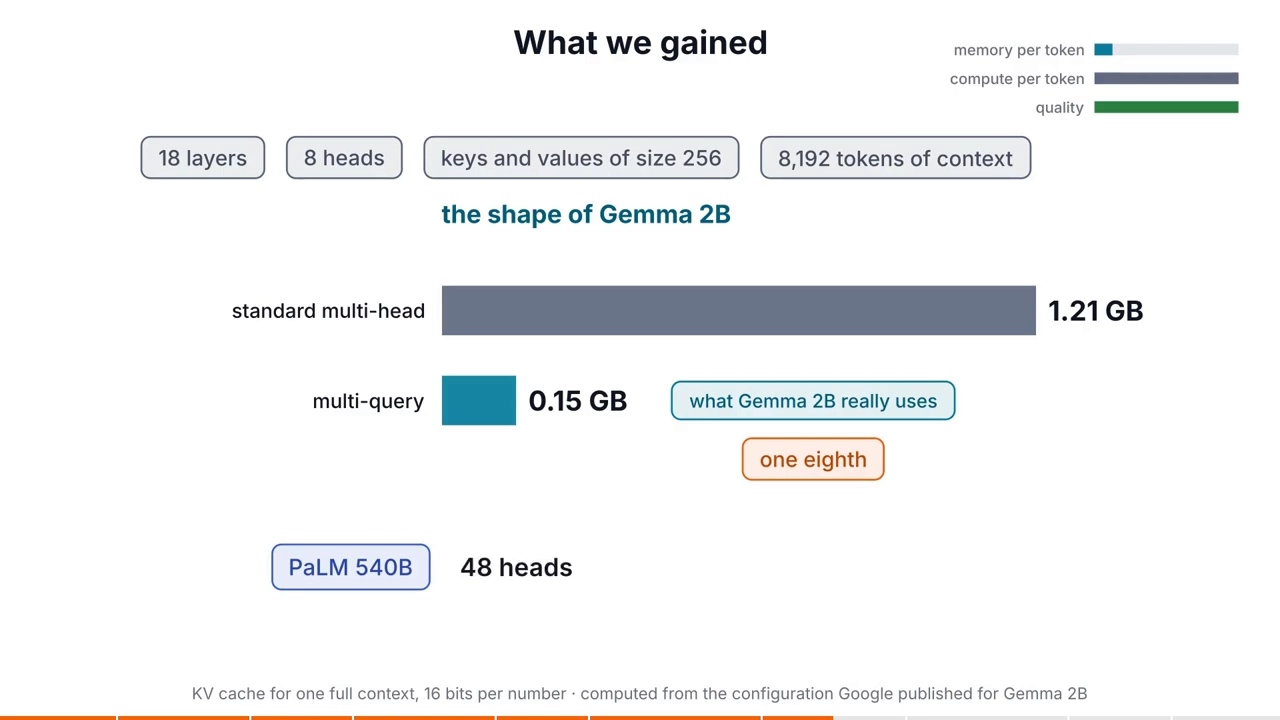 What we gained
memory per token
compute per token
quality
18 layers
8 heads
keys and values of size 256
8,192 tokens of context
the shape of Gemma 2B
standard multi-head
1.21 GB
multi-query
0.15 GB
what Gemma 2B really uses
one eighth
PaLM 540B
48 heads
KV cache for one full context, 16 bits per number · computed from the configuration Google published for Gemma 2B